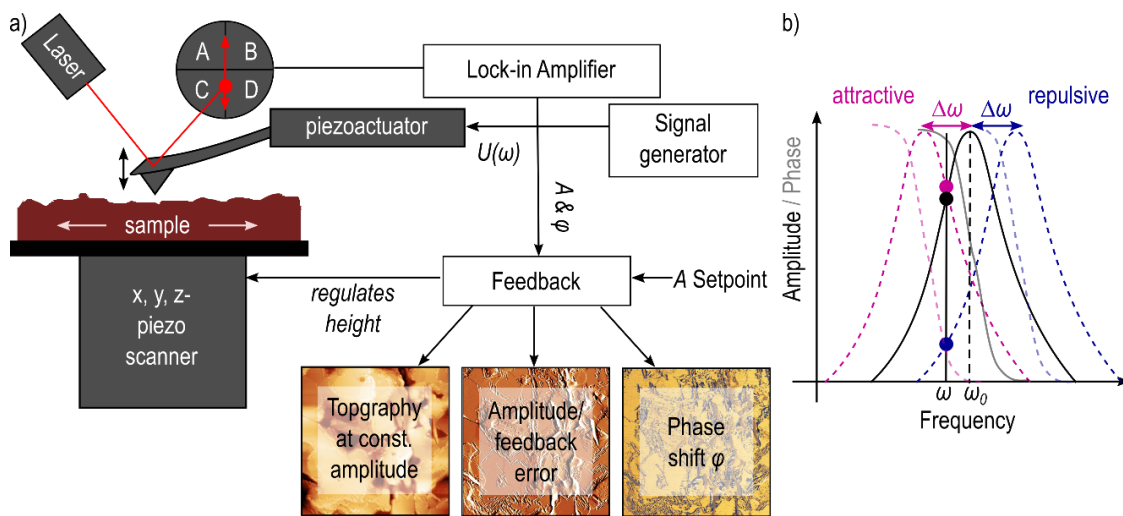 a)
Laser
A B
C D
Lock-in Amplifier
piezoactuator
U(ω)
Signal
generator
A & φ
sample
x, y, z-
piezo
scanner
regulates
height
Feedback
A Setpoint
Topography
at const.
amplitude
Amplitude/
feedback
error
Phase
shift φ
b)
attractive
Δω
Δω
repulsive
Amplitude / Phase
ω
ω₀
Frequency